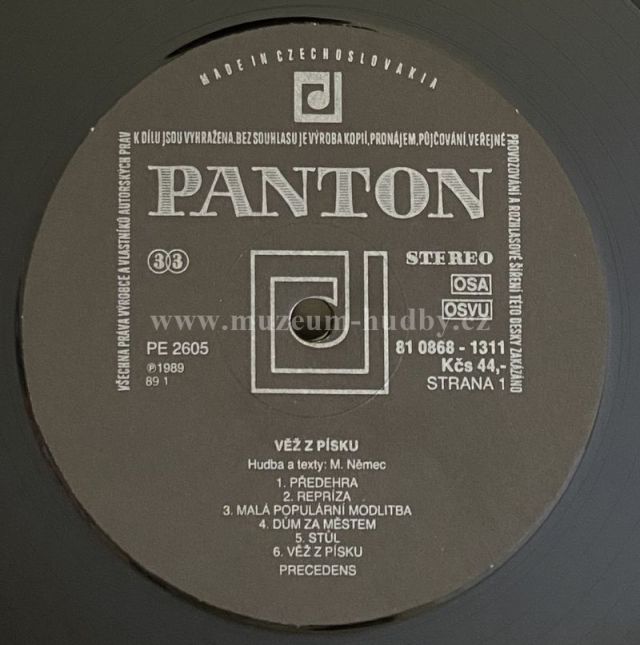 MADE IN CZECHOSLOVAKIA
VŠECHNA PRÁVA VÝROBCE A VLASTNÍKŮ AUTORSKÝCH PRAV
K DÍLU JSOU VYHRAŽENA. BEZ SOUHLASU JE VÝROBA KOPIÍ, PRONÁJEM, PŮJČOVÁNÍ, VEŘEJNÉ
PROVOZOVÁNÍ A ROZHLASOVÉ ŠÍŘENÍ TÉTO DESKY ZAKÁZÁNO
PANTON
33
STEREO
OSA
OSVU
www.muzeum-hudby.cz
PE 2605
℗1989
89 1
81 0868 - 1311
Kčs 44,-
STRANA 1
VĚŽ Z PÍSKU
Hudba a texty: M. Němec
1. PŘEDEHRA
2. REPRÍZA
3. MALÁ POPULÁRNÍ MODLITBA
4. DŮM ZA MĚSTEM
5. STŮL
6. VĚŽ Z PÍSKU
PRECEDENS